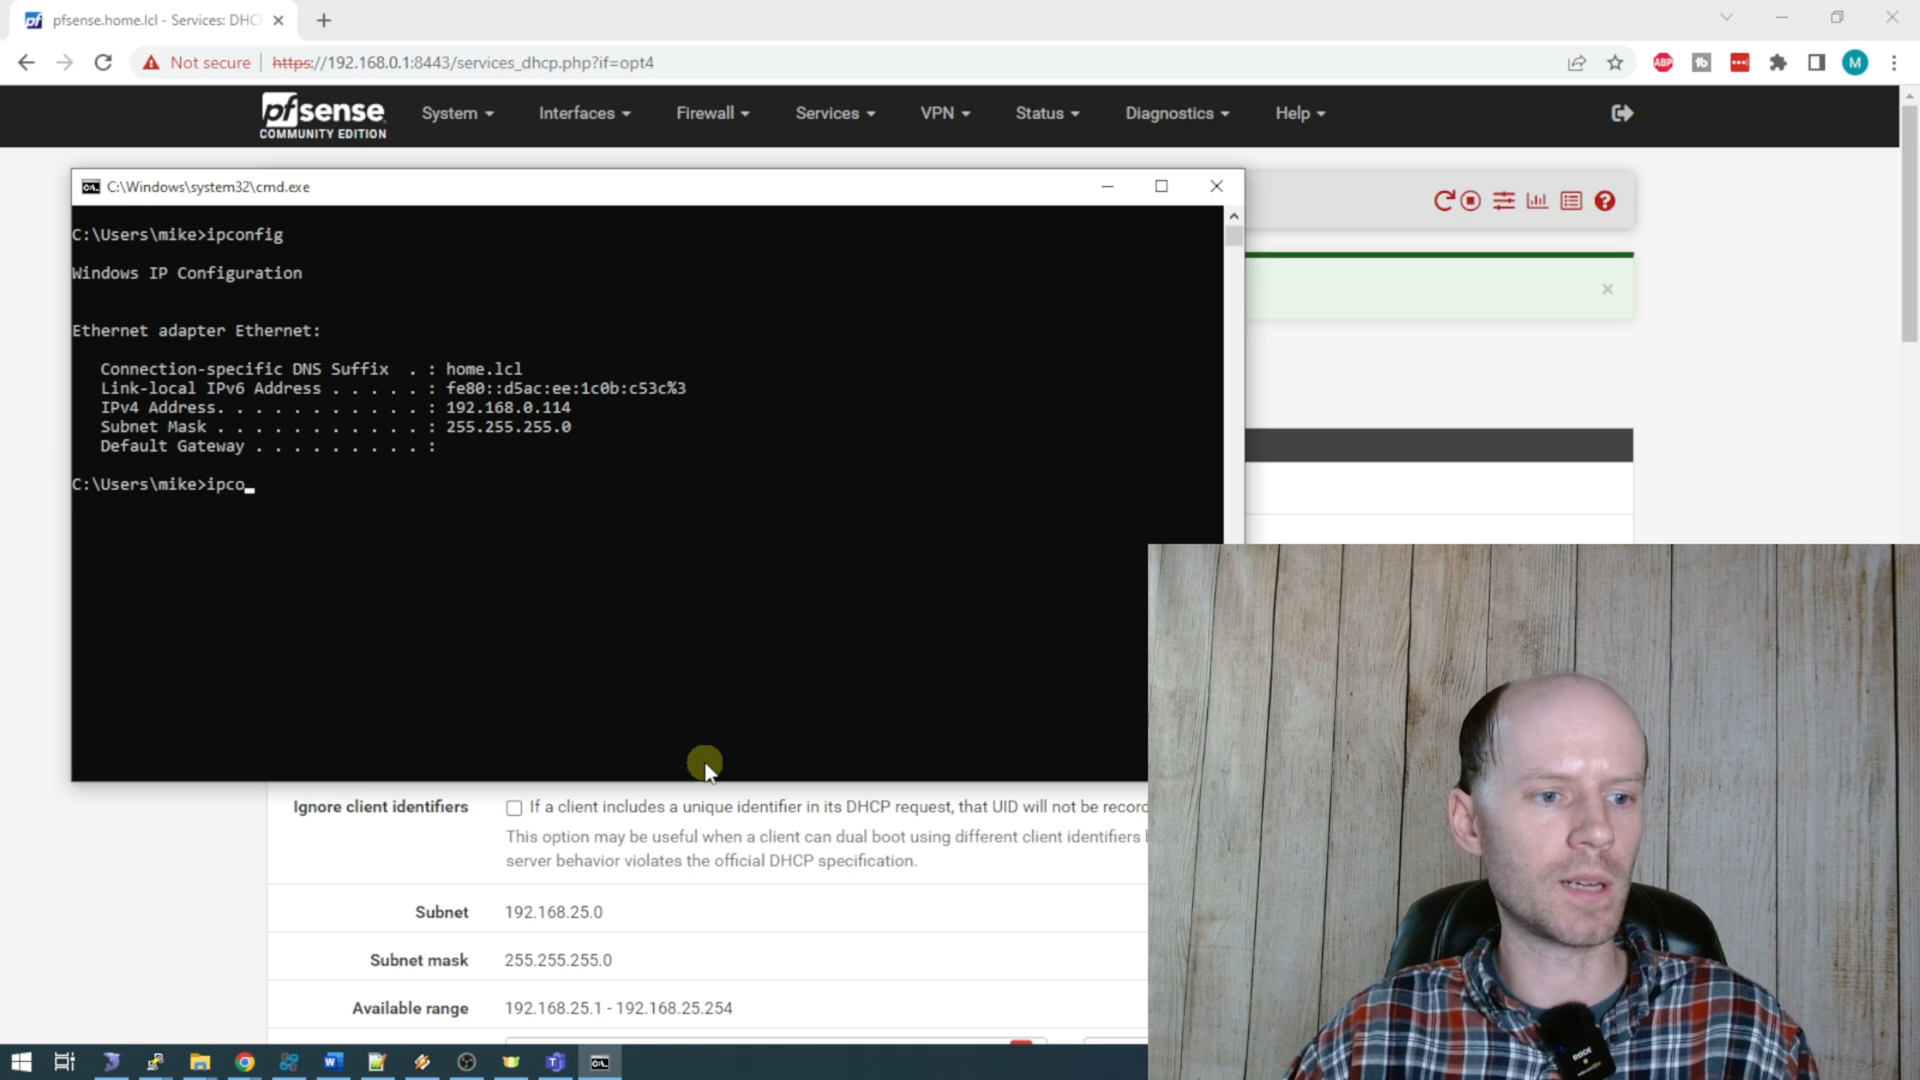 pfsense.home.lcl - Services: DHC
Not secure
https://192.168.0.1:8443/services_dhcp.php?if=opt4
ABP
M
pfsense
COMMUNITY EDITION
System
Interfaces
Firewall
Services
VPN
Status
Diagnostics
Help
C:\Windows\system32\cmd.exe
C:\Users\mike>ipconfig
Windows IP Configuration
Ethernet adapter Ethernet:
Connection-specific DNS Suffix . : home.lcl
Link-local IPv6 Address . . . . . : fe80::d5ac:ee:1c0b:c53c%3
IPv4 Address. . . . . . . . . . . : 192.168.0.114
Subnet Mask . . . . . . . . . . . : 255.255.255.0
Default Gateway . . . . . . . . . :
C:\Users\mike>ipco_
Ignore client identifiers
If a client includes a unique identifier in its DHCP request, that UID will not be recor
This option may be useful when a client can dual boot using different client identifiers
server behavior violates the official DHCP specification.
Subnet
192.168.25.0
Subnet mask
255.255.255.0
Available range
192.168.25.1 - 192.168.25.254
RØDE